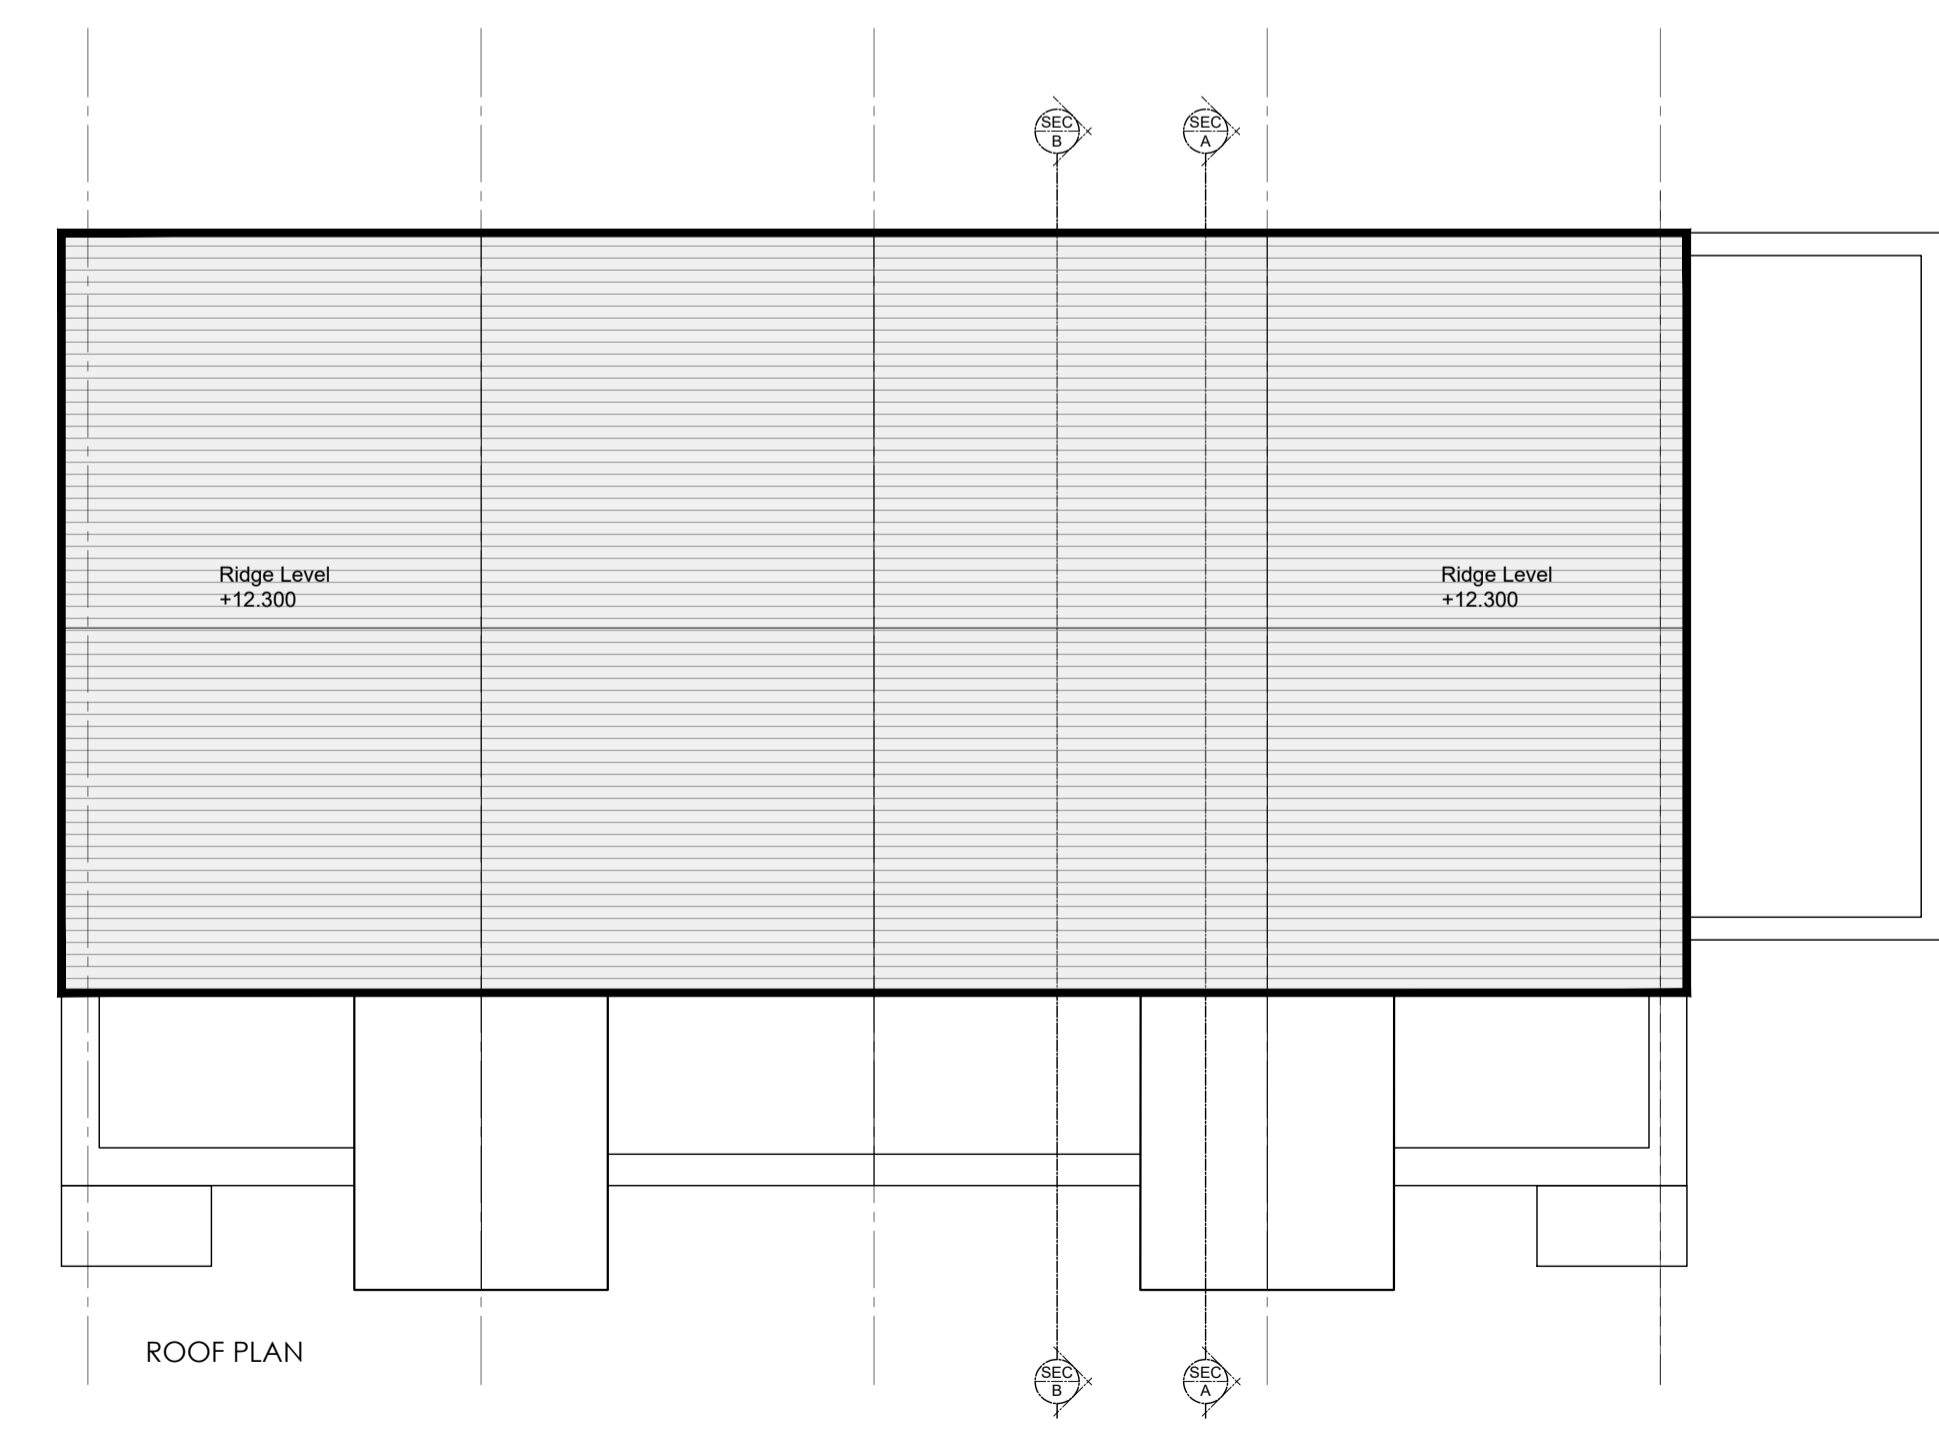 SEC
B
SEC
A
Ridge Level
+12.300
Ridge Level
+12.300
ROOF PLAN
SEC
B
SEC
A